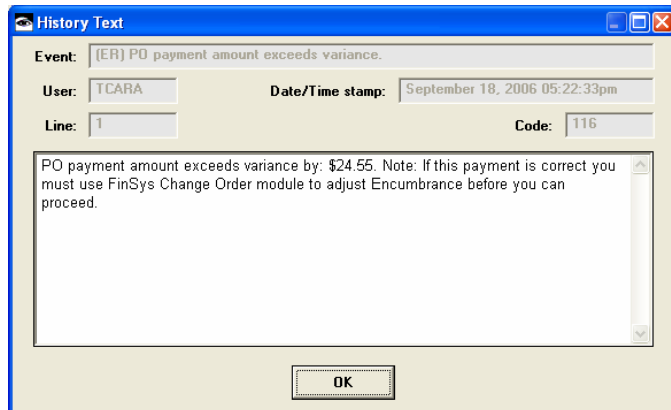 History Text
Event: (ER) PO payment amount exceeds variance.
User: TCARA Date/Time stamp: September 18, 2006 05:22:33pm
Line: 1 Code: 116
PO payment amount exceeds variance by: $24.55. Note: If this payment is correct you
must use FinSys Change Order module to adjust Encumbrance before you can
proceed.
OK